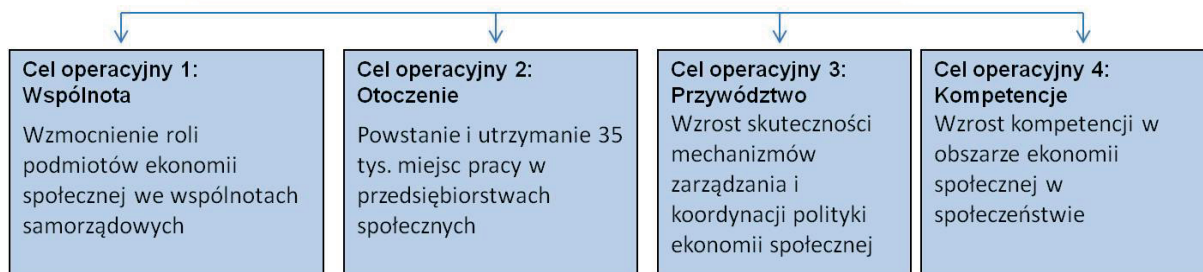 Cel operacyjny 1:
Wspólnota
Wzmocnienie roli
podmiotów ekonomii
społecznej we wspólnotach
samorządowych
Cel operacyjny 2:
Otoczenie
Powstanie i utrzymanie 35
tys. miejsc pracy w
przedsiębiorstwach
społecznych
Cel operacyjny 3:
Przywództwo
Wzrost skuteczności
mechanizmów
zarządzania i
koordynacji polityki
ekonomii społecznej
Cel operacyjny 4:
Kompetencje
Wzrost kompetencji w
obszarze ekonomii
społecznej w
społeczeństwie